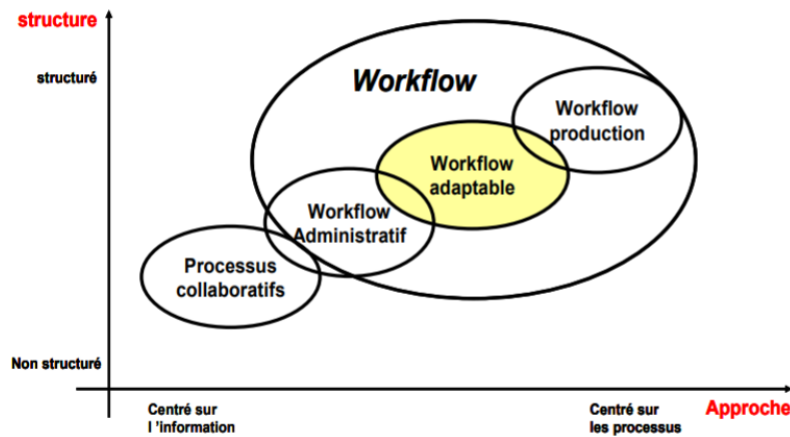 structure
structuré
Workflow
Workflow
production
Workflow
adaptable
Workflow
Administratif
Processus
collaboratifs
Non structuré
Centré sur
l 'information
Centré sur
les processus
Approche